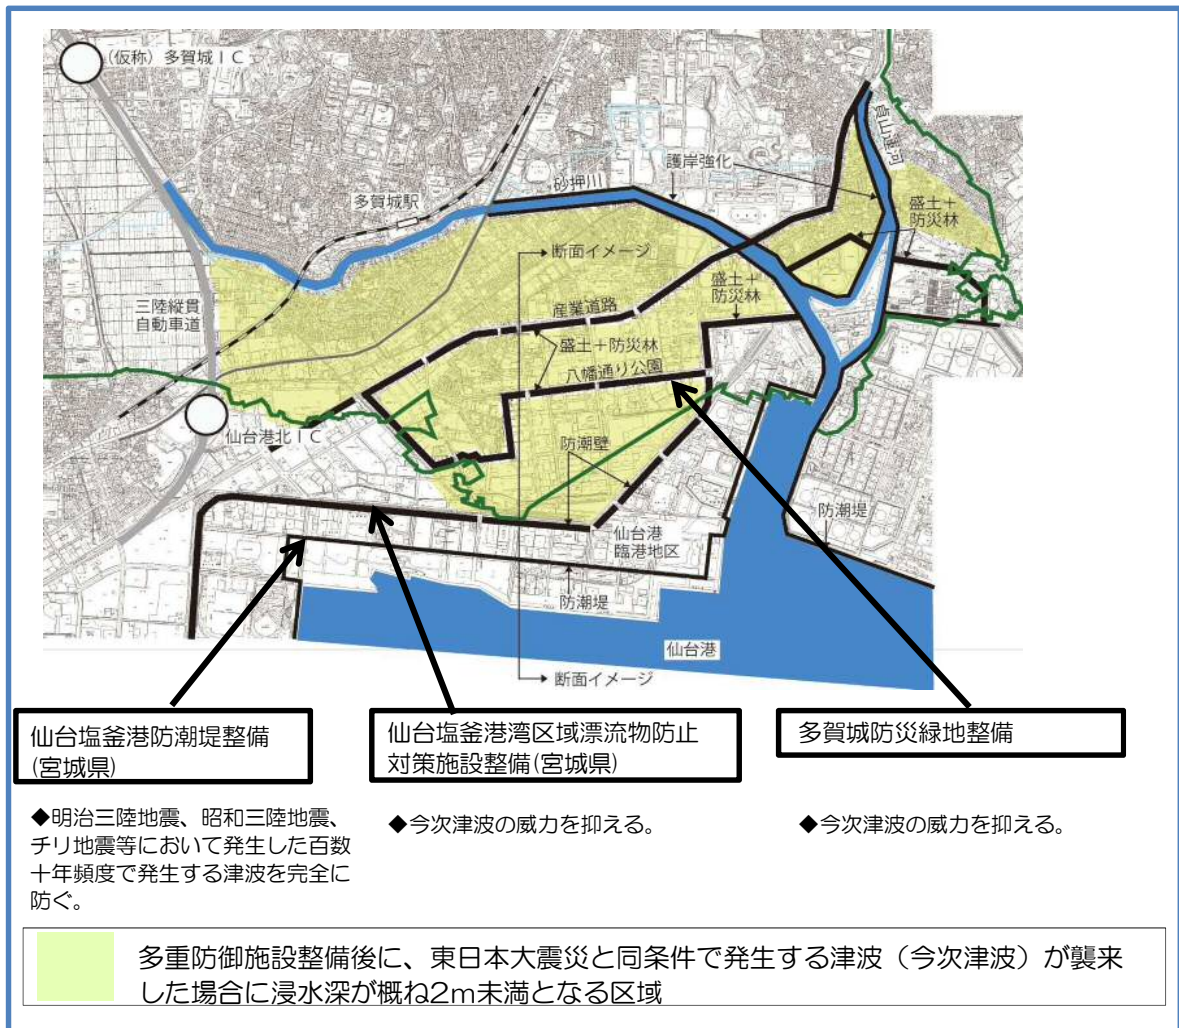 (仮称)多賀城IC
貞山運河
護岸強化
砂押川
多賀城駅
盛土+
防災林
断面イメージ
盛土+
防災林
三陸縦貫
自動車道
産業道路
盛土+防災林
八幡通り公園
仙台港北IC
防潮壁
防潮堤
仙台港
臨港地区
防潮堤
仙台港
断面イメージ
仙台塩釜港防潮堤整備
(宮城県)
仙台塩釜港湾区域漂流物防止
対策施設整備(宮城県)
多賀城防災緑地整備
◆明治三陸地震、昭和三陸地震、
チリ地震等において発生した百数
十年頻度で発生する津波を完全に
防ぐ。
◆今次津波の威力を抑える。
◆今次津波の威力を抑える。
多重防御施設整備後に、東日本大震災と同条件で発生する津波（今次津波）が襲来
した場合に浸水深が概ね2m未満となる区域